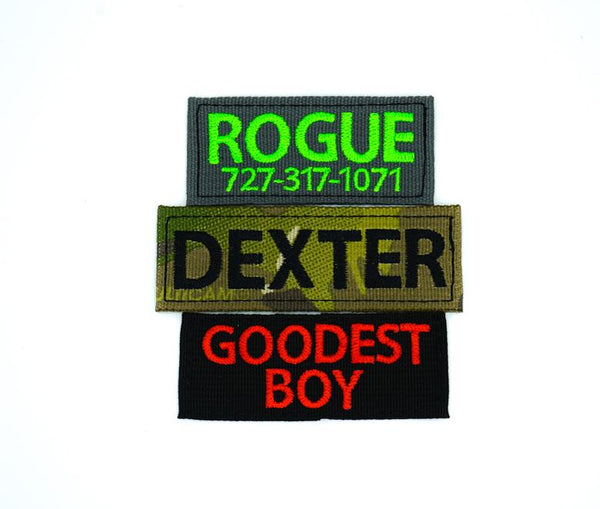 ROGUE
727-317-1071
DEXTER
GOODEST
BOY